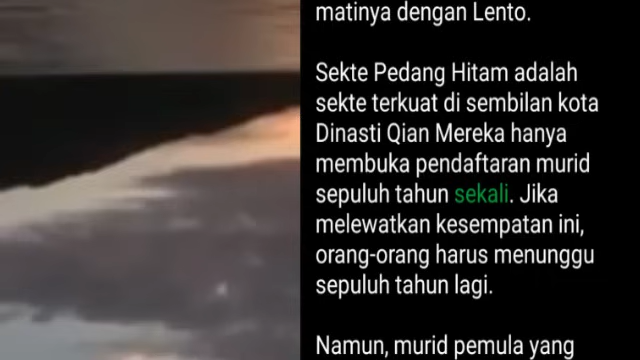 matinya dengan Lento.
Sekte Pedang Hitam adalah
sekte terkuat di sembilan kota
Dinasti Qian Mereka hanya
membuka pendaftaran murid
sepuluh tahun sekali. Jika
melewatkan kesempatan ini,
orang-orang harus menunggu
sepuluh tahun lagi.
Namun, murid pemula yang